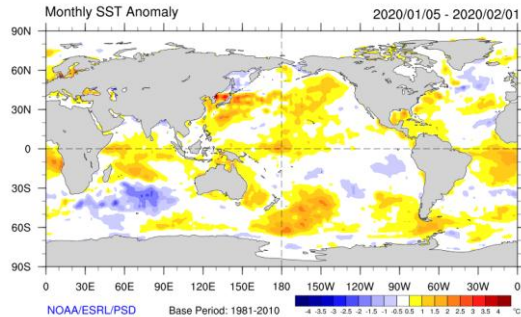 Monthly SST Anomaly 2020/01/05 - 2020/02/01
90N
60N
30N
0
30S
60S
90S
0 30E 60E 90E 120E 150E 180 150W 120W 90W 60W 30W 0
NOAA/ESRL/PSD Base Period: 1981-2010
-4 -3.5 -3 -2.5 -2 -1.5 -1 -0.5 0.5 1 1.5 2 2.5 3 3.5 4 °C